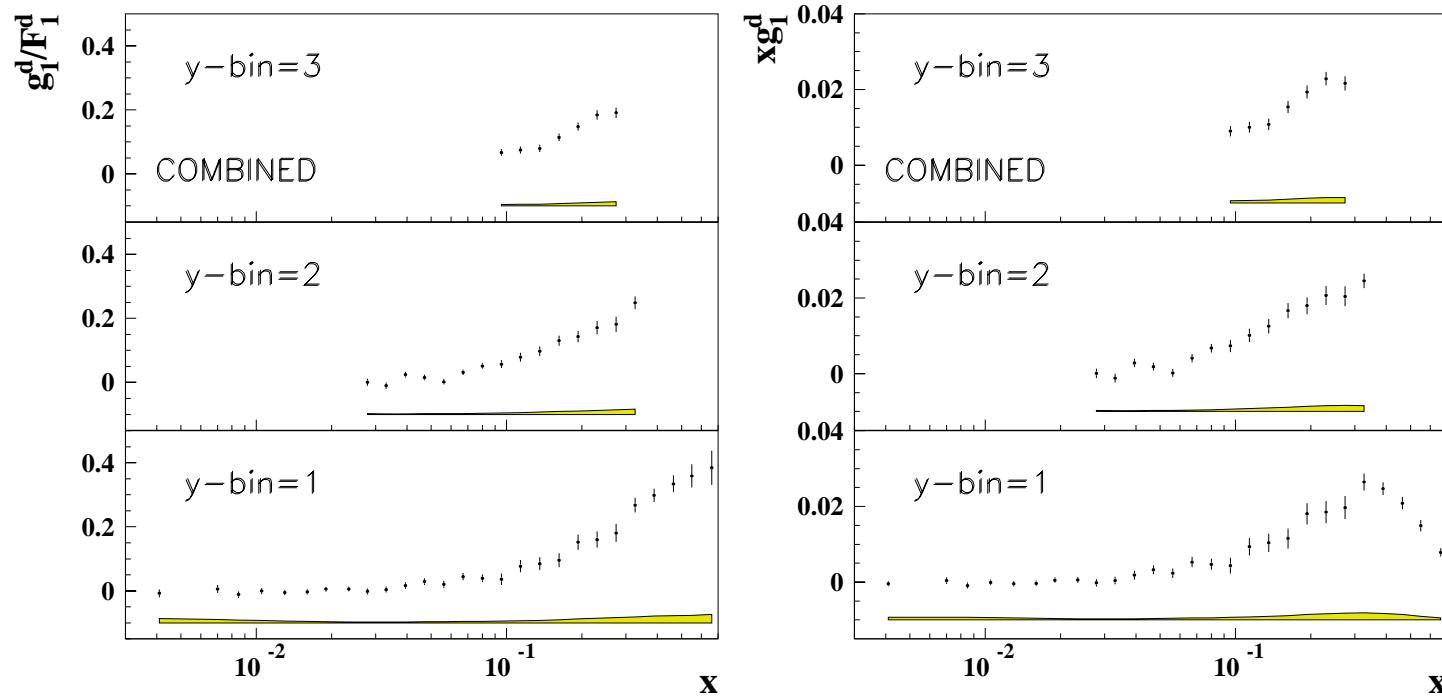 g₁ᵈ/F₁ᵈ
0.4
y-bin=3
0.2
COMBINED
0
0.4
y-bin=2
0.2
0
0.4
y-bin=1
0.2
0
10⁻²
10⁻¹
x
xg₁ᵈ
0.04
y-bin=3
0.02
COMBINED
0
0.04
y-bin=2
0.02
0
0.04
y-bin=1
0.02
0
10⁻²
10⁻¹
x